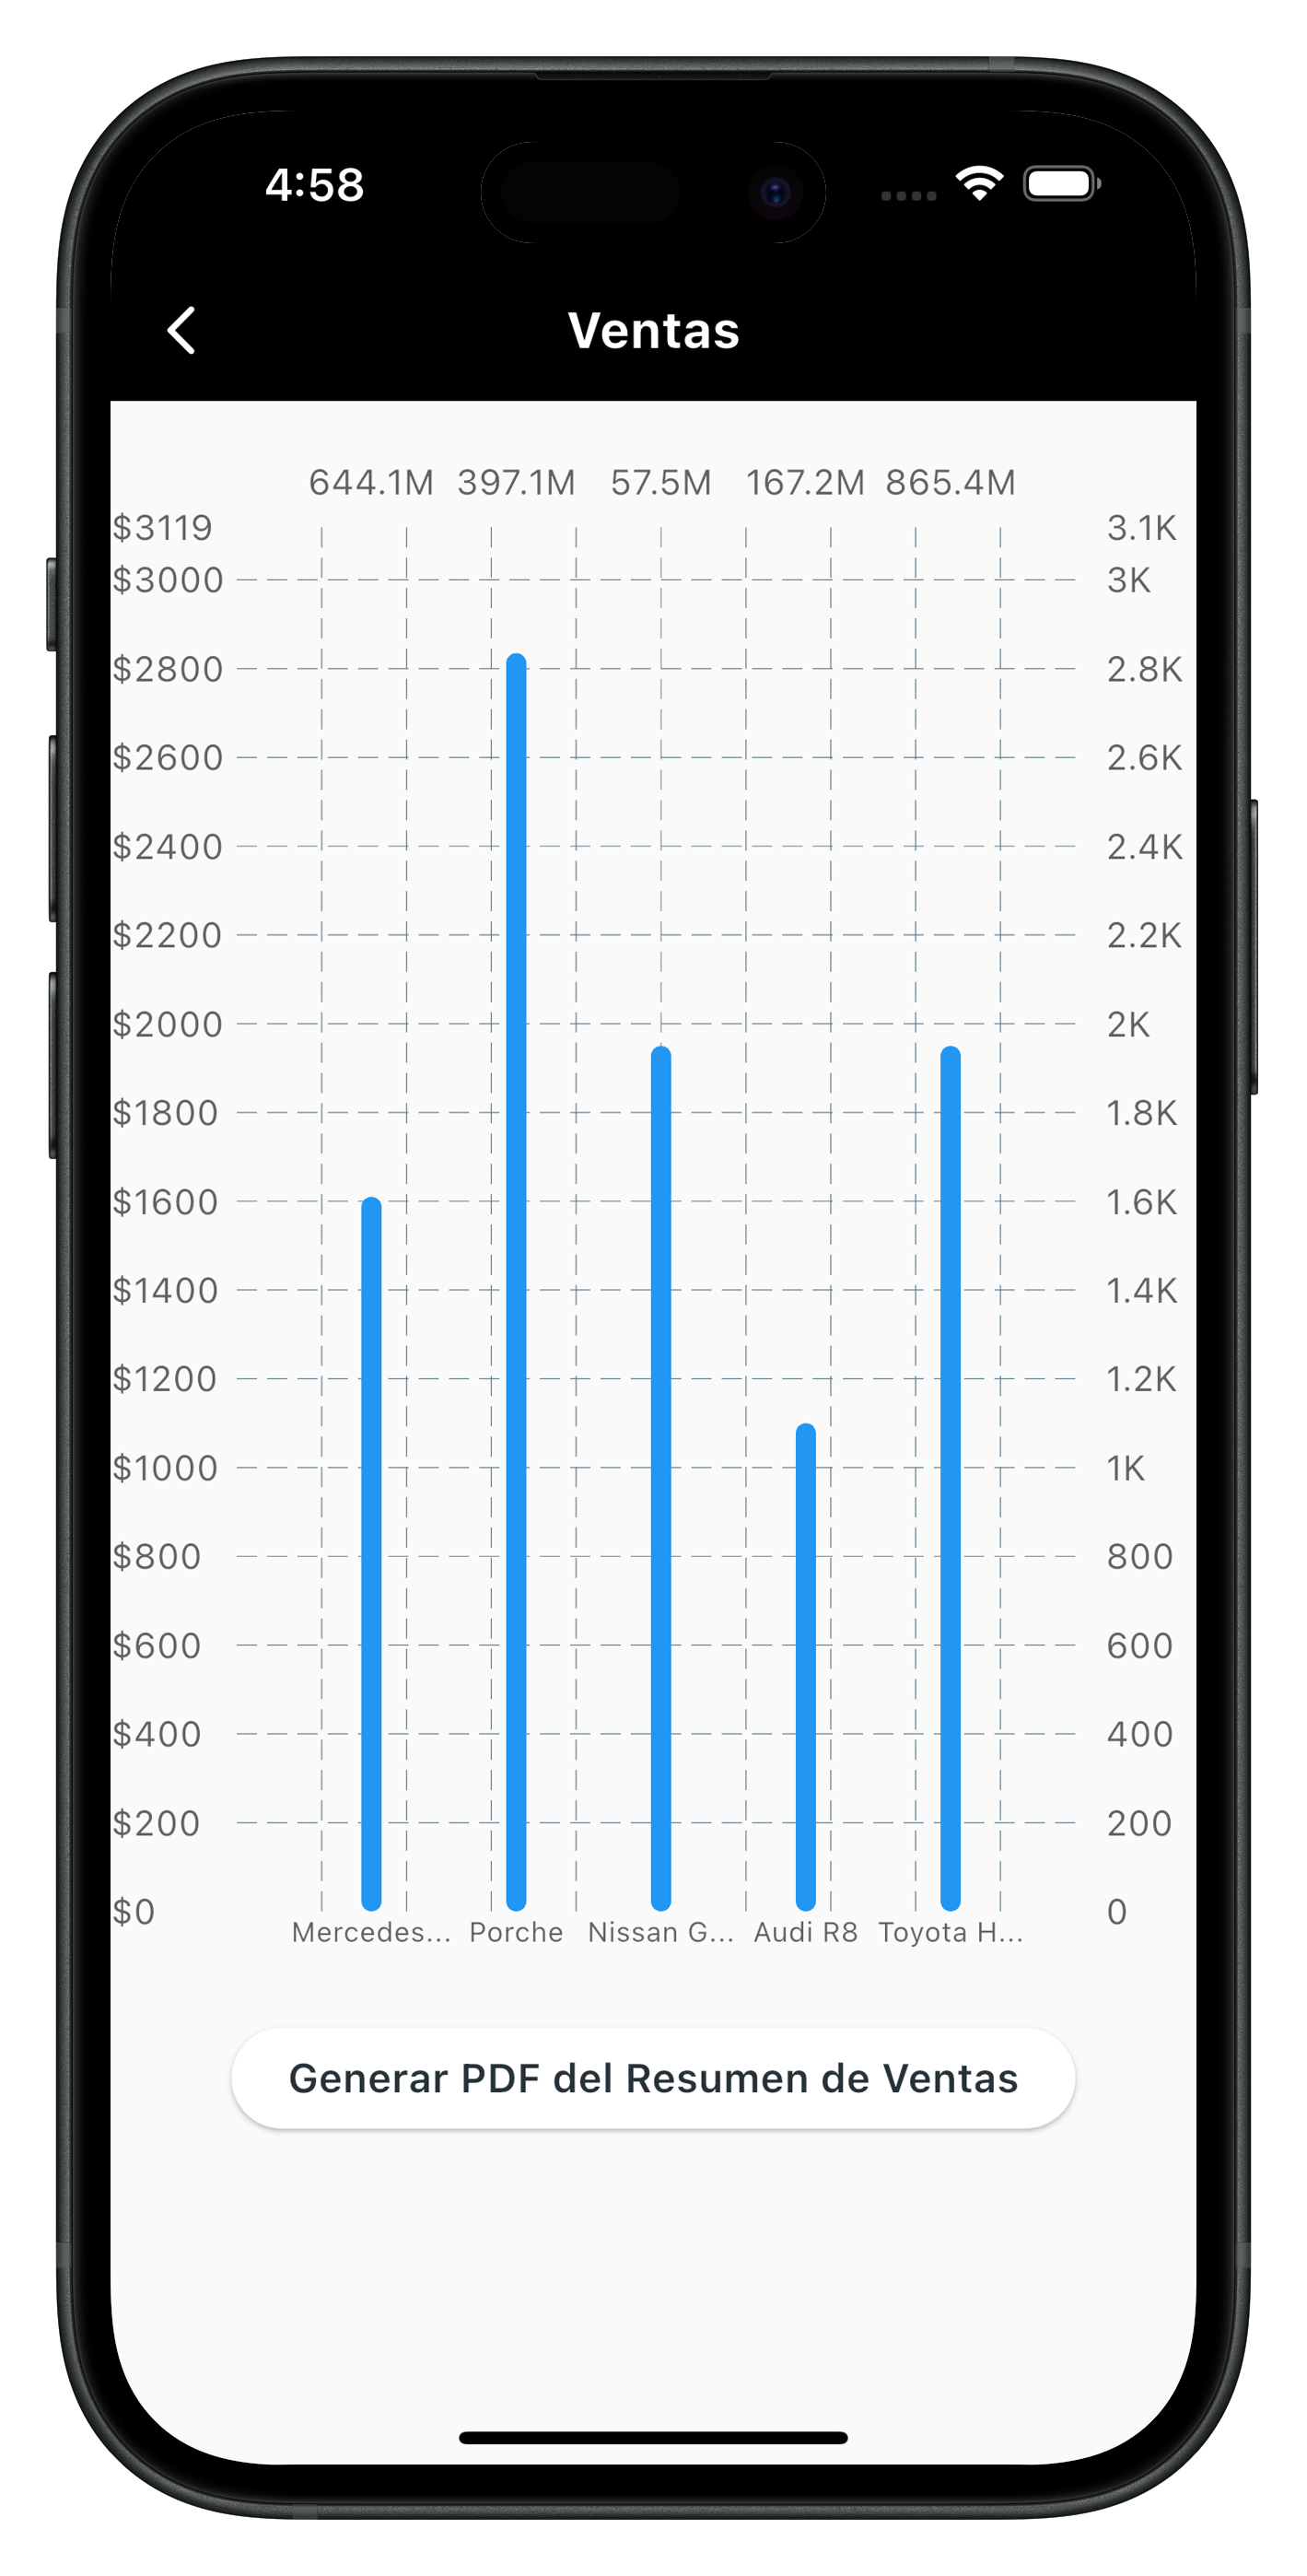 4:58
Ventas
644.1M 397.1M 57.5M 167.2M 865.4M
$3119 3.1K
$3000 3K
$2800 2.8K
$2600 2.6K
$2400 2.4K
$2200 2.2K
$2000 2K
$1800 1.8K
$1600 1.6K
$1400 1.4K
$1200 1.2K
$1000 1K
$800 800
$600 600
$400 400
$200 200
$0 0
Mercedes... Porche Nissan G... Audi R8 Toyota H...
Generar PDF del Resumen de Ventas